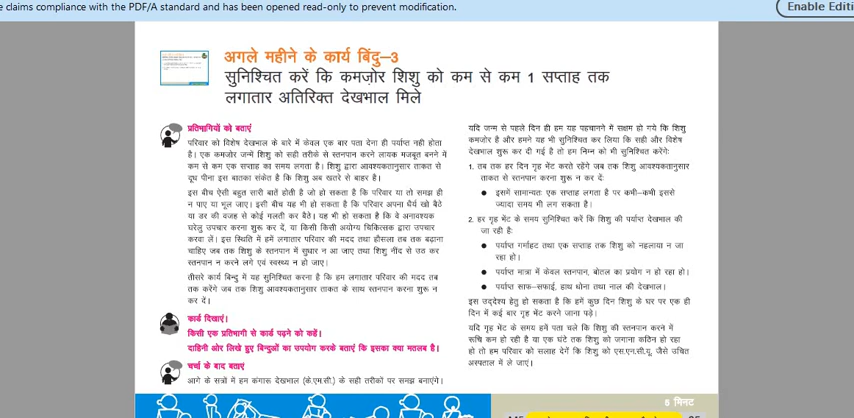 e claims compliance with the PDF/A standard and has been opened read-only to prevent modification.
Enable Editi
अगले महीने के कार्य बिंदु–3
सुनिश्चित करें कि कमज़ोर शिशु को कम से कम 1 सप्ताह तक
लगातार अतिरिक्त देखभाल मिले
प्रतिभागियों को बताएं
परिवार को विशेष देखभाल के बारे में केवल एक बार पता देना ही पर्याप्त नही होता
है। एक कमजोर जन्में शिशु को सही तरीके से स्तनपान करने लायक मजबूत बनने में
कम से कम एक सप्ताह का समय लगता है। शिशु द्वारा आवश्यकतानुसार ताकत से
दूध पीना इस बातका संकेत है कि शिशु अब खतरे से बाहर है।
इस बीच ऐसी बहुत सारी बातें होती है जो हो सकता है कि परिवार या तो समझ ही
न पाए या भूल जाए। इसी बीच यह भी हो सकता है कि परिवार अपना धैर्य खो बैठे
या डर की वजह से कोई गलती कर बैठे। यह भी हो सकता है कि वे अनावश्यक
घरेलु उपचार करना शुरू कर दें, या किसी किसी अयोग्य चिकित्सक द्वारा उपचार
करवा लें। इस स्थिति में हमें लगातार परिवार की मदद तथा हौसला तब तक बढ़ाना
चाहिए जब तक शिशु के स्तनपान में सुधार न आ जाए तथा शिशु नींद से उठ कर
स्तनपान न करने लगे एवं स्वस्थ्य न हो जाए।
तीसरे कार्य बिन्दु में यह सुनिश्चित करना है कि हम लगातार परिवार की मदद तब
तक करेंगे जब तक शिशु आवश्यकतानुसार ताकत के साथ स्तनपान करना शुरू न
कर दें।
कार्ड दिखाएं।
किसी एक प्रतिभागी से कार्ड पढ़ने को कहें।
दाहिनी ओर लिखे हुए बिन्दुओं का उपयोग करके बताएं कि इसका क्या मतलब है।
चर्चा के बाद बताएं
आगे के सत्रों में हम कंगारू देखभाल (के.एम.सी.) के सही तरीकों पर समझ बनाएंगे।
यदि जन्म से पहले दिन ही हम यह पहचानने में सक्षम हो गये कि शिशु
कमजोर है और हमने यह भी सुनिश्चित कर लिया कि सही और विशेष
देखभाल शुरू कर दी गई है तो हम निम्न को भी सुनिश्चित करेंगेः
1. तब तक हर दिन गृह भेंट करते रहेंगे जब तक शिशु आवश्यकतानुसार
ताकत से स्तनपान करना शुरू न कर देंः
● इसमें सामान्यतः एक सप्ताह लगता है पर कभी–कभी इससे
ज्यादा समय भी लग सकता है।
2. हर गृह भेंट के समय सुनिश्चित करें कि शिशु की पर्याप्त देखभाल की
जा रही हैः
● पर्याप्त गर्माहट तथा एक सप्ताह तक शिशु को नहलाया न जा
रहा हो।
● पर्याप्त मात्रा में केवल स्तनपान, बोतल का प्रयोग न हो रहा हो।
● पर्याप्त साफ–सफाई, हाथ धोना तथा नाल की देखभाल।
इस उद्देश्य हेतु हो सकता है कि हमें कुछ दिन शिशु के घर पर एक ही
दिन में कई बार गृह भेंट करने जाना पड़े।
यदि गृह भेंट के समय हमे पता चले कि शिशु की स्तनपान करने में
रूचि कम हो रही है या एक घंटे तक शिशु को जगाना कठिन हो रहा
हो तो हम परिवार को सलाह देगें कि शिशु को एस.एन.सी.यू. जैसे उचित
अस्पताल में ले जाएं।
5 मिनट